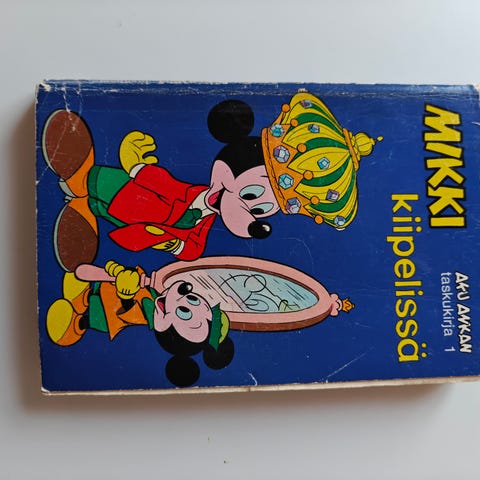 AKU ANKAN
taskukirja 1
MIKKI
kiipelissä